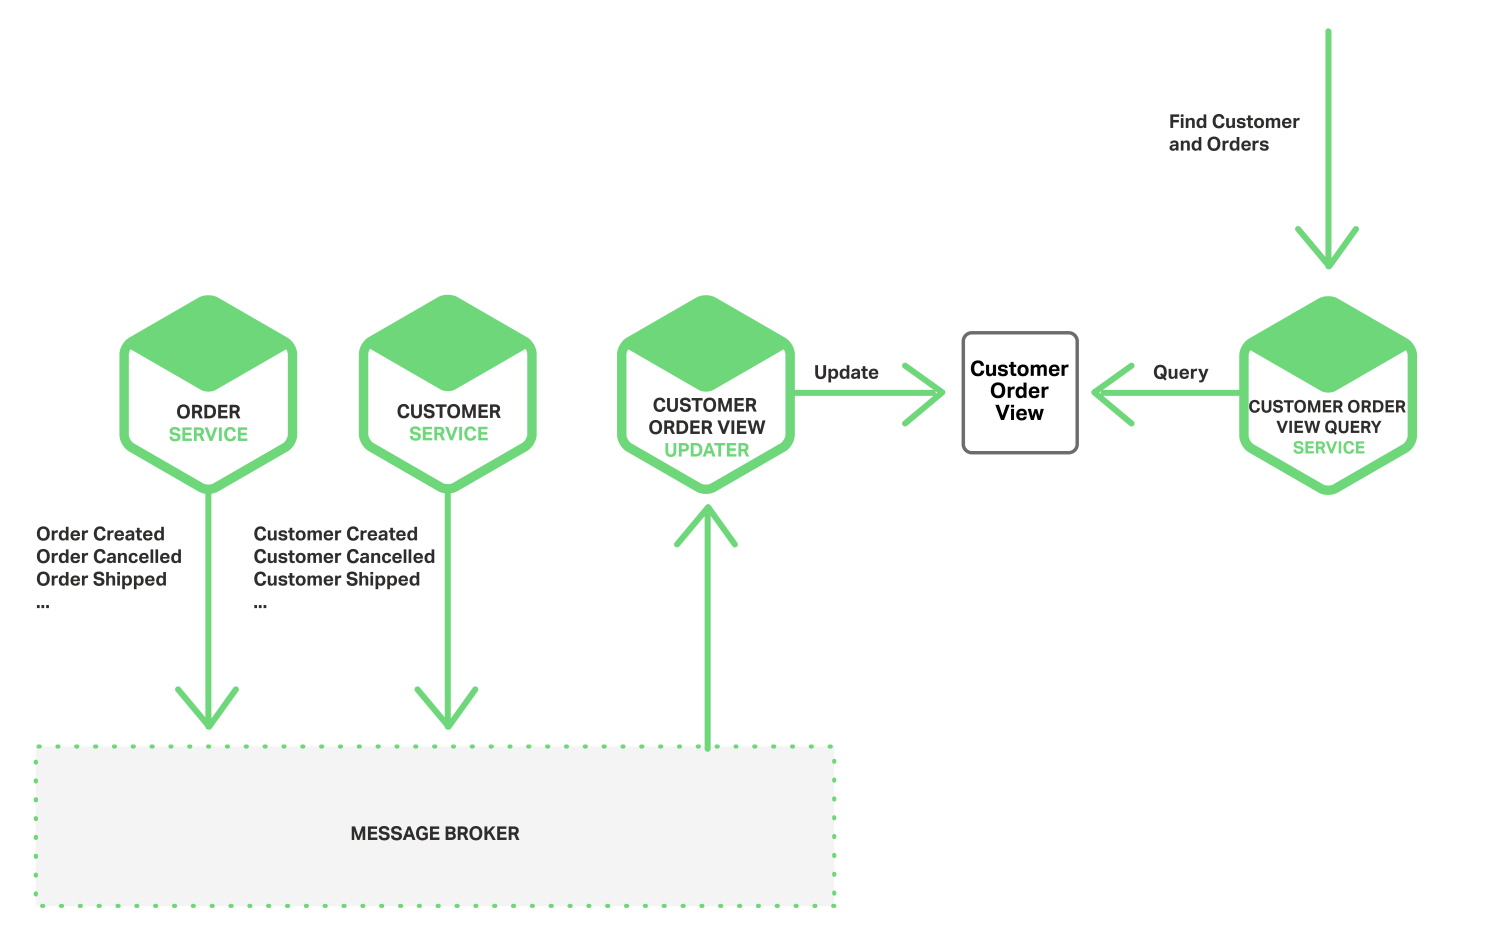 Find Customer
and Orders
ORDER
SERVICE
CUSTOMER
SERVICE
CUSTOMER
ORDER VIEW
UPDATER
Update
Customer
Order
View
Query
CUSTOMER ORDER
VIEW QUERY
SERVICE
Order Created
Order Cancelled
Order Shipped
...
Customer Created
Customer Cancelled
Customer Shipped
...
MESSAGE BROKER